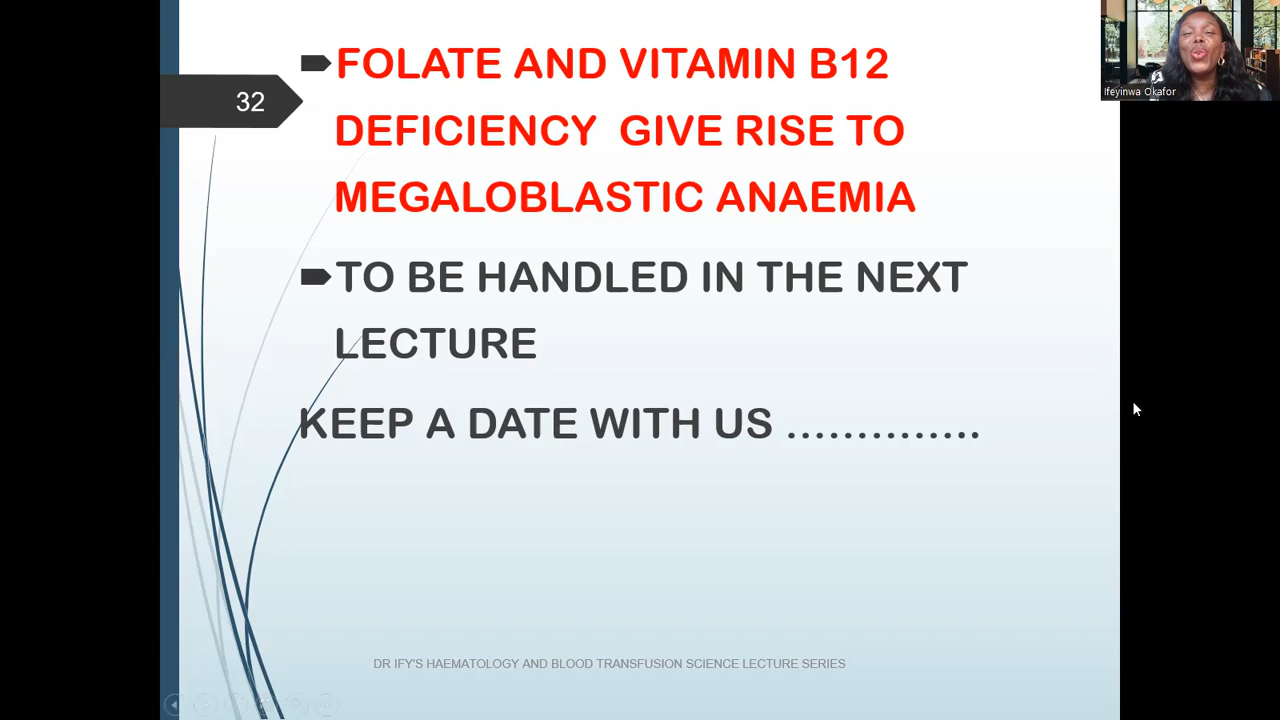 32
FOLATE AND VITAMIN B12
DEFICIENCY GIVE RISE TO
MEGALOBLASTIC ANAEMIA
TO BE HANDLED IN THE NEXT
LECTURE
KEEP A DATE WITH US ..............
DR IFY'S HAEMATOLOGY AND BLOOD TRANSFUSION SCIENCE LECTURE SERIES
Ifeyinwa Okafor